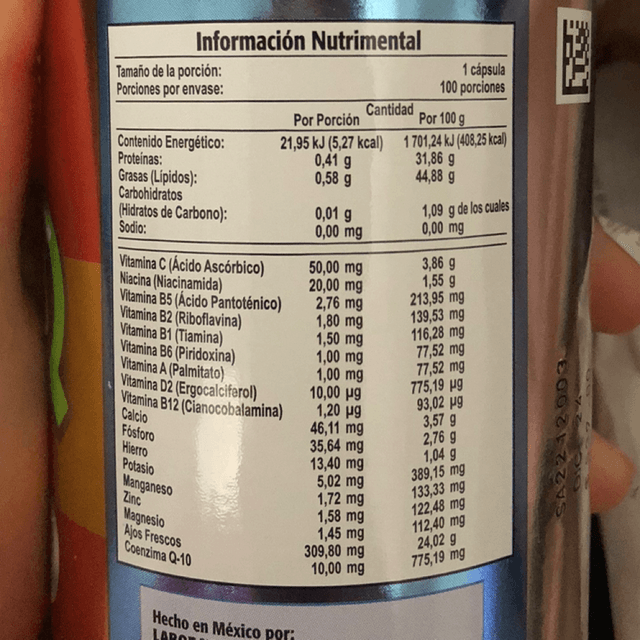 Información Nutrimental
Tamaño de la porción: 1 cápsula
Porciones por envase: 100 porciones
Cantidad
Por Porción Por 100 g
Contenido Energético: 21,95 kJ (5,27 kcal) 1 701,24 kJ (408,25 kcal)
Proteínas: 0,41 g 31,86 g
Grasas (Lípidos): 0,58 g 44,88 g
Carbohidratos
(Hidratos de Carbono): 0,01 g 1,09 g de los cuales
Sodio: 0,00 mg 0,00 mg
Vitamina C (Ácido Ascórbico) 50,00 mg 3,86 g
Niacina (Niacinamida) 20,00 mg 1,55 g
Vitamina B5 (Ácido Pantoténico) 2,76 mg 213,95 mg
Vitamina B2 (Riboflavina) 1,80 mg 139,53 mg
Vitamina B1 (Tiamina) 1,50 mg 116,28 mg
Vitamina B6 (Piridoxina) 1,00 mg 77,52 mg
Vitamina A (Palmitato) 1,00 mg 77,52 mg
Vitamina D2 (Ergocalciferol) 10,00 µg 775,19 µg
Vitamina B12 (Cianocobalamina) 1,20 µg 93,02 µg
Calcio 46,11 mg 3,57 g
Fósforo 35,64 mg 2,76 g
Hierro 13,40 mg 1,04 g
Potasio 5,02 mg 389,15 mg
Manganeso 1,72 mg 133,33 mg
Zinc 1,58 mg 122,48 mg
Magnesio 1,45 mg 112,40 mg
Ajos Frescos 309,80 mg 24,02 g
Coenzima Q-10 10,00 mg 775,19 mg
Hecho en México por: